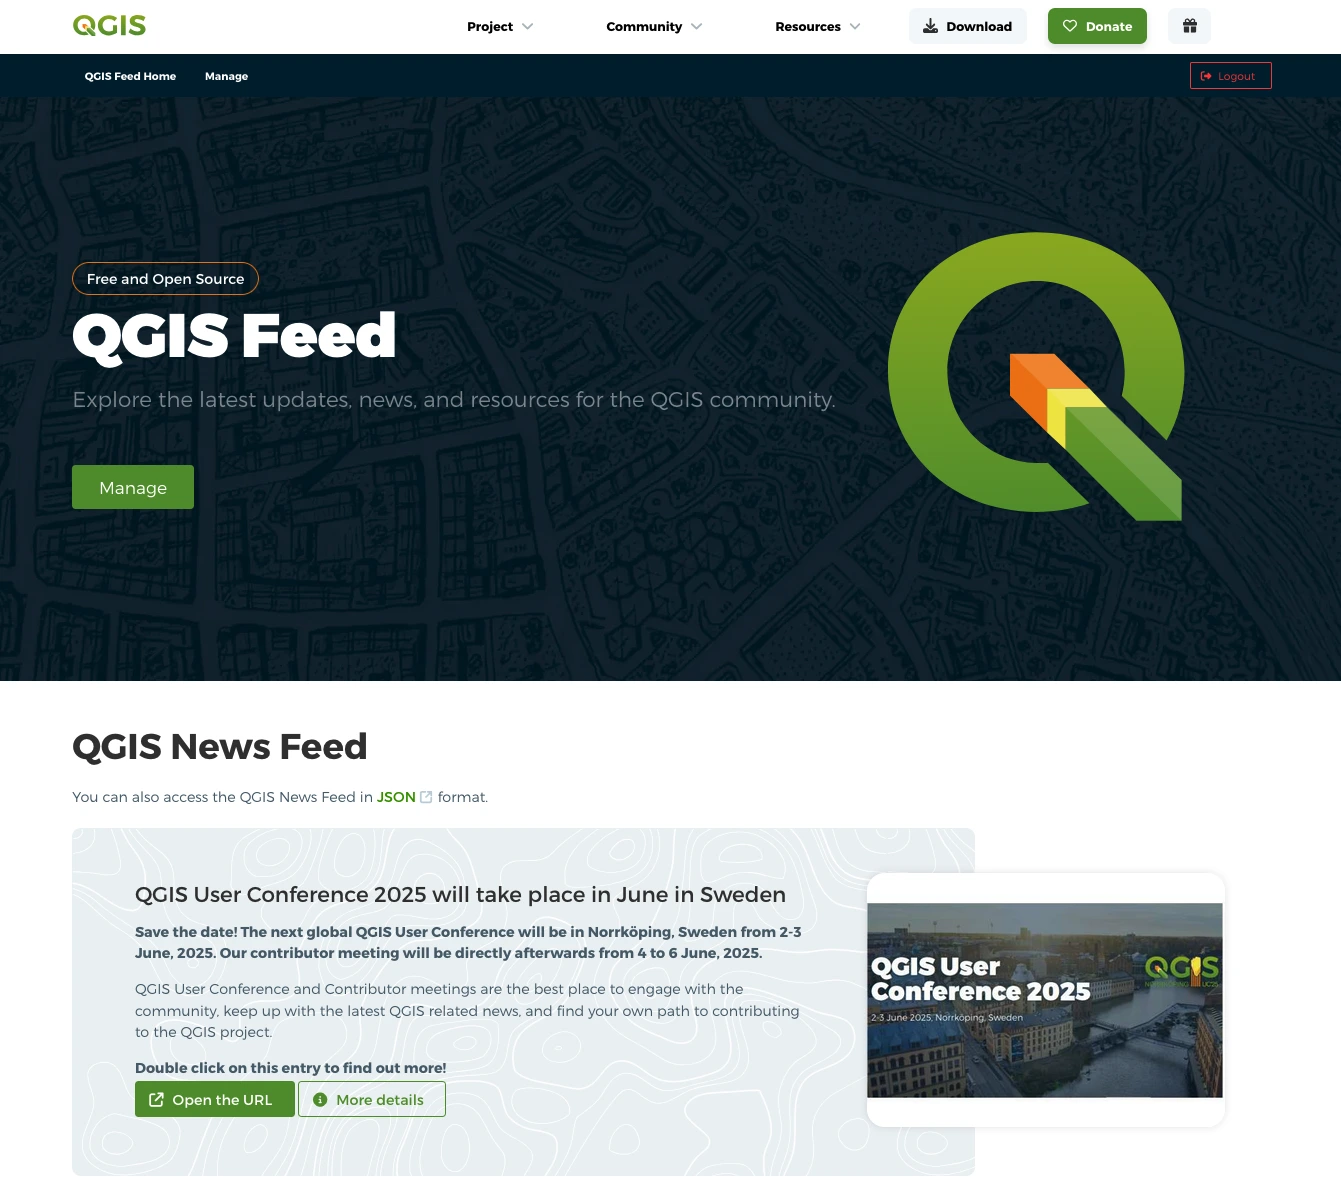 QGIS
Project
Community
Resources
Download
Donate
QGIS Feed Home
Manage
Logout
Free and Open Source
QGIS Feed
Explore the latest updates, news, and resources for the QGIS community.
Manage
QGIS News Feed
You can also access the QGIS News Feed in JSON format.
QGIS User Conference 2025 will take place in June in Sweden
Save the date! The next global QGIS User Conference will be in Norrköping, Sweden from 2-3
June, 2025. Our contributor meeting will be directly afterwards from 4 to 6 June, 2025.
QGIS User Conference and Contributor meetings are the best place to engage with the
community, keep up with the latest QGIS related news, and find your own path to contributing
to the QGIS project.
Double click on this entry to find out more!
Open the URL
More details
QGIS User
Conference 2025
2-3 June 2025, Norrköping, Sweden
QGIS
NORRKÖPING UC25